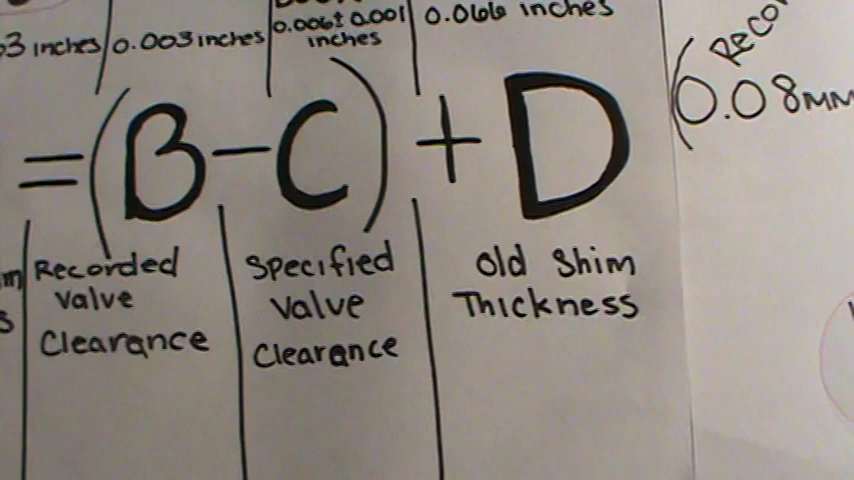 3 inches
0.003 inches
0.006± 0.001
inches
0.066 inches
= (B - C) + D
(0.08mm
Recorded
Valve
Clearance
Specified
Valve
Clearance
Old Shim
Thickness